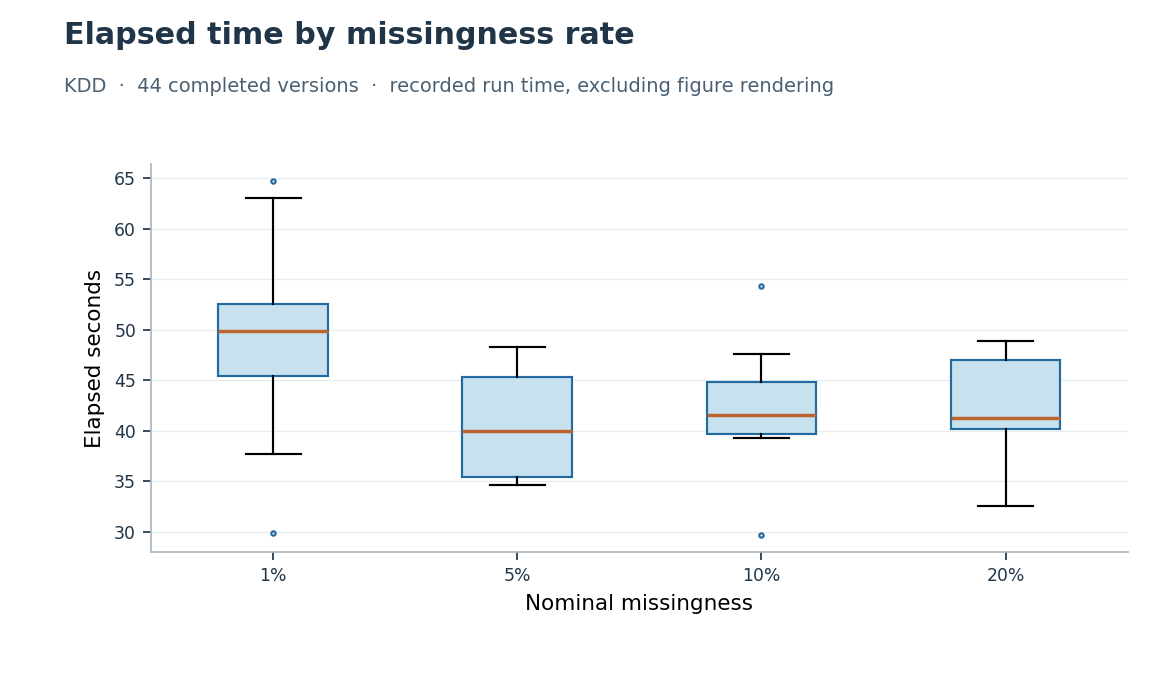 Elapsed time by missingness rate
KDD · 44 completed versions · recorded run time, excluding figure rendering
65
60
55
50
45
40
35
30
Elapsed seconds
1% 5% 10% 20%
Nominal missingness